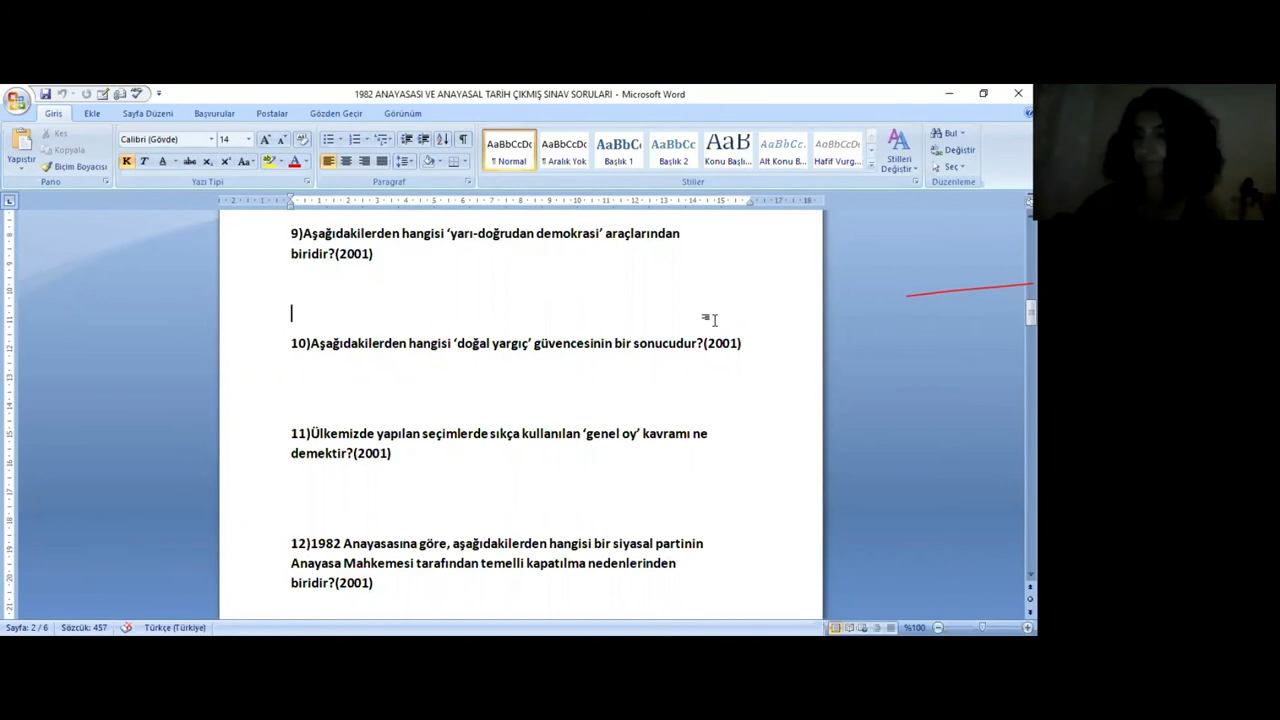 1982 ANAYASASI VE ANAYASAL TARİH ÇIKMIŞ SINAV SORULARI - Microsoft Word
Giriş Ekle Sayfa Düzeni Başvurular Postalar Gözden Geçir Görünüm
Yapıştır
Kes
Kopyala
Biçim Boyacısı
Calibri (Gövde) 14
AaBbCcDc AaBbCcDc AaBbC AaBbCc AaB AaBbCc. AaBbCcDc
¶ Normal ¶ Aralık Yok Başlık 1 Başlık 2 Konu Başlı... Alt Konu B... Hafif Vurg...
Stilleri
Değiştir
Bul
Değiştir
Seç
Pano Yazı Tipi Paragraf Stiller Düzenleme
9)Aşağıdakilerden hangisi ‘yarı-doğrudan demokrasi’ araçlarından
biridir?(2001)
10)Aşağıdakilerden hangisi ‘doğal yargıç’ güvencesinin bir sonucudur?(2001)
11)Ülkemizde yapılan seçimlerde sıkça kullanılan ‘genel oy’ kavramı ne
demektir?(2001)
12)1982 Anayasasına göre, aşağıdakilerden hangisi bir siyasal partinin
Anayasa Mahkemesi tarafından temelli kapatılma nedenlerinden
biridir?(2001)
Sayfa: 2 / 6 Sözcük: 457 Türkçe (Türkiye) %100